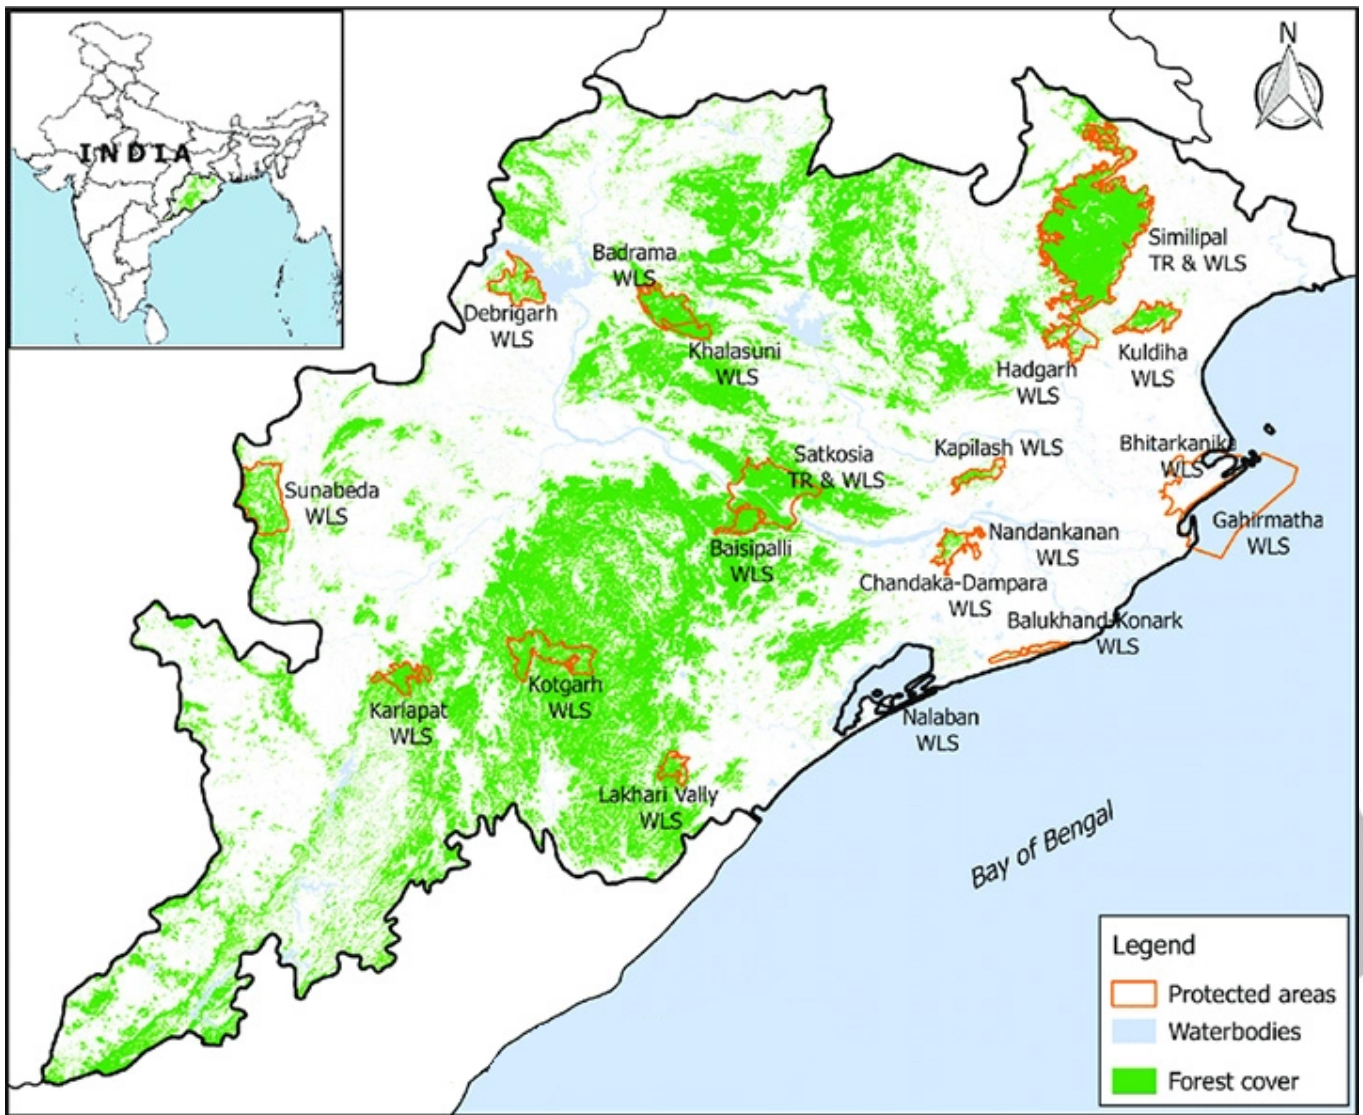 INDIA
N
Badrama
WLS
Similipal
TR & WLS
Debrigarh
WLS
Khalasuni
WLS
Hadgarh
WLS
Kuldiha
WLS
Satkosia
TR & WLS
Kapilash WLS
Bhitarkanika
WLS
Sunabeda
WLS
Gahirmatha
WLS
Baisipalli
WLS
Nandankanan
WLS
Chandaka-Dampara
WLS
Balukhand-Konark
WLS
Kotgarh
WLS
Karlapat
WLS
Nalaban
WLS
Lakhari Vally
WLS
Bay of Bengal
Legend
Protected areas
Waterbodies
Forest cover